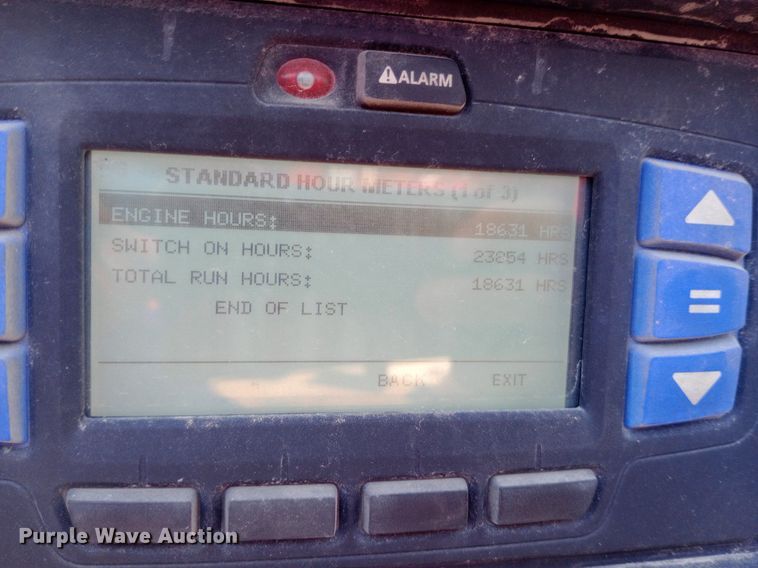 ⚠ALARM
STANDARD HOUR METERS (1 of 3)
ENGINE HOURS: 18631 HRS
SWITCH ON HOURS: 23854 HRS
TOTAL RUN HOURS: 18631 HRS
END OF LIST
BACK EXIT
=
Purple Wave Auction®